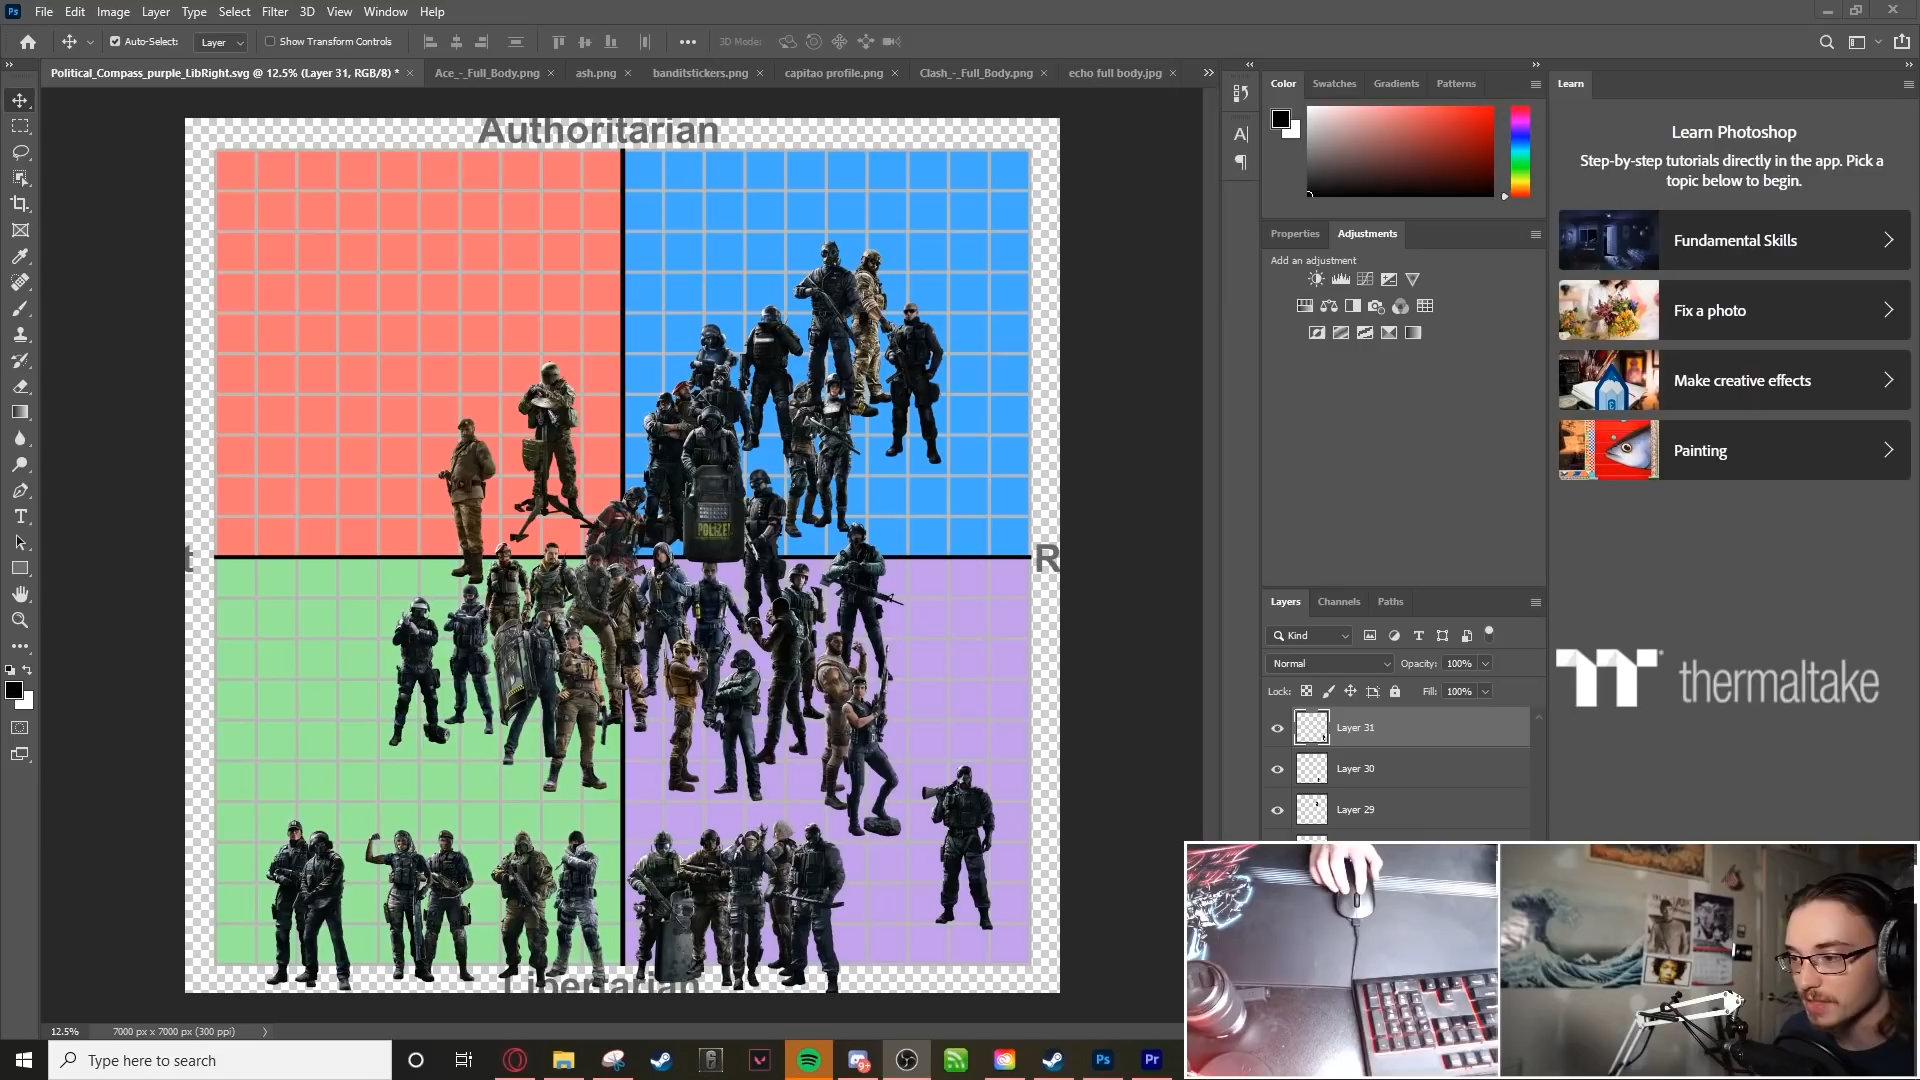 Ps File Edit Image Layer Type Select Filter 3D View Window Help
Auto-Select: Layer Show Transform Controls 3D Mode:
Political_Compass_purple_LibRight.svg @ 12.5% (Layer 31, RGB/8) * Ace_-_Full_Body.png ash.png banditstickers.png capitao profile.png Clash_-_Full_Body.png echo full body.jpg
Authoritarian
t
R
POLIZEI
Libertarian
12.5% 7000 px x 7000 px (300 ppi)
Color Swatches Gradients Patterns
Properties Adjustments
Add an adjustment
Layers Channels Paths
Kind
Normal Opacity: 100%
Lock: Fill: 100%
Layer 31
Layer 30
Layer 29
Learn
Learn Photoshop
Step-by-step tutorials directly in the app. Pick a
topic below to begin.
Fundamental Skills
Fix a photo
Make creative effects
Painting
thermaltake
Type here to search
Ps
Pr